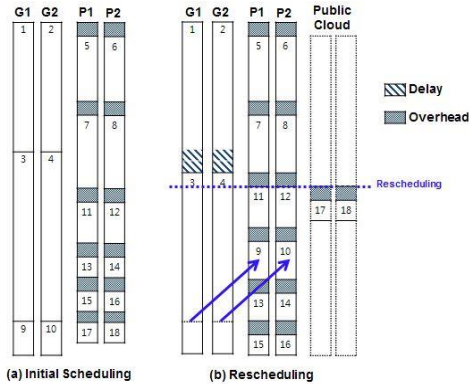 G1 G2 P1 P2 G1 G2 P1 P2 Public Cloud
1 2 5 6 1 2 5 6
Delay
Overhead
7 8 7 8
3 4 3 4
Rescheduling
11 12 11 12 17 18
13 14 9 10
15 16 13 14
9 10 17 18 15 16
(a) Initial Scheduling (b) Rescheduling